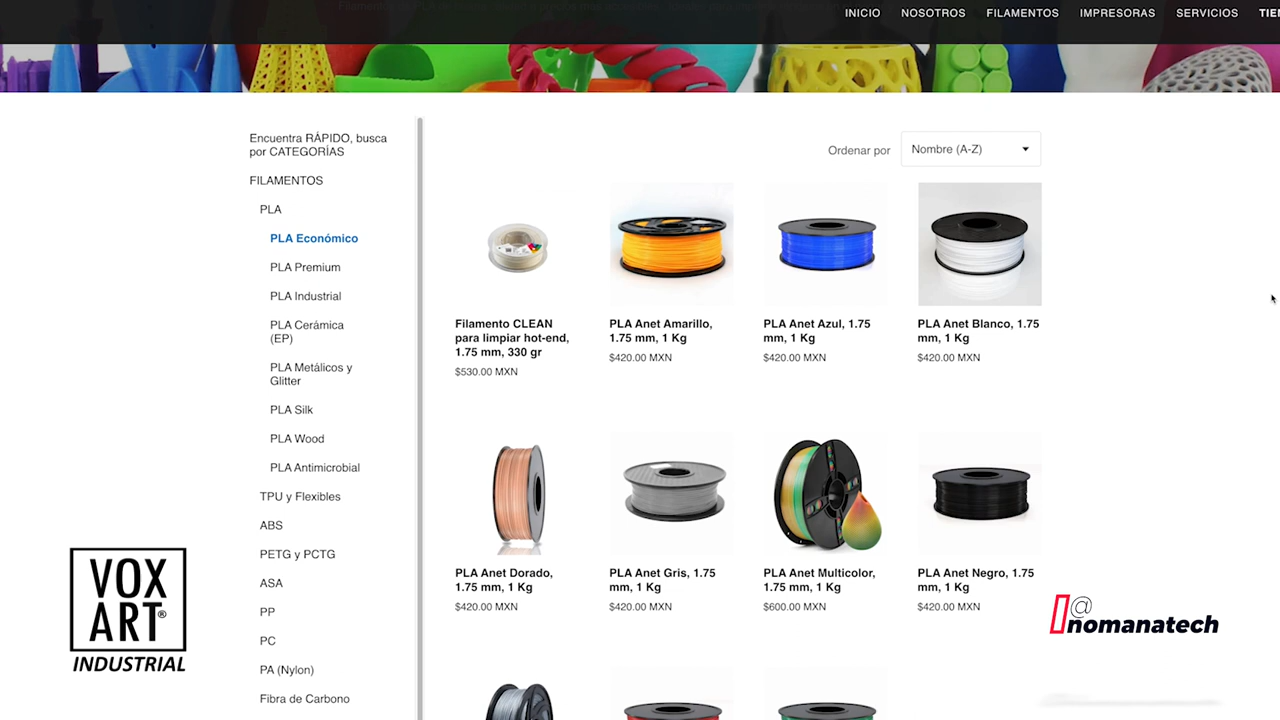 INICIO NOSOTROS FILAMENTOS IMPRESORAS SERVICIOS
Encuentra RÁPIDO, busca
por CATEGORÍAS
FILAMENTOS
PLA
PLA Económico
PLA Premium
PLA Industrial
PLA Cerámica
(EP)
PLA Metálicos y
Glitter
PLA Silk
PLA Wood
PLA Antimicrobial
TPU y Flexibles
ABS
PETG y PCTG
ASA
PP
PC
PA (Nylon)
Fibra de Carbono
Ordenar por Nombre (A-Z)
Filamento CLEAN
para limpiar hot-end,
1.75 mm, 330 gr
$530.00 MXN
PLA Anet Amarillo,
1.75 mm, 1 Kg
$420.00 MXN
PLA Anet Azul, 1.75
mm, 1 Kg
$420.00 MXN
PLA Anet Blanco, 1.75
mm, 1 Kg
$420.00 MXN
PLA Anet Dorado,
1.75 mm, 1 Kg
$420.00 MXN
PLA Anet Gris, 1.75
mm, 1 Kg
$420.00 MXN
PLA Anet Multicolor,
1.75 mm, 1 Kg
$600.00 MXN
PLA Anet Negro, 1.75
mm, 1 Kg
$420.00 MXN
VOX
ART®
INDUSTRIAL
@
nomanatech